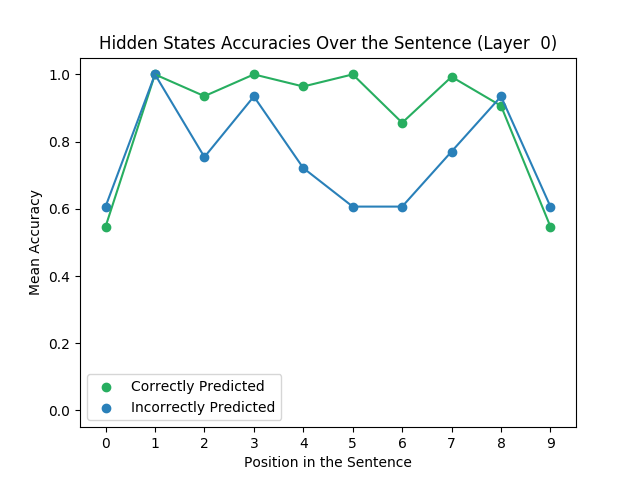 Hidden States Accuracies Over the Sentence (Layer  0)
1.0
0.8
0.6
0.4
0.2
0.0
Mean Accuracy
Correctly Predicted
Incorrectly Predicted
0 1 2 3 4 5 6 7 8 9
Position in the Sentence